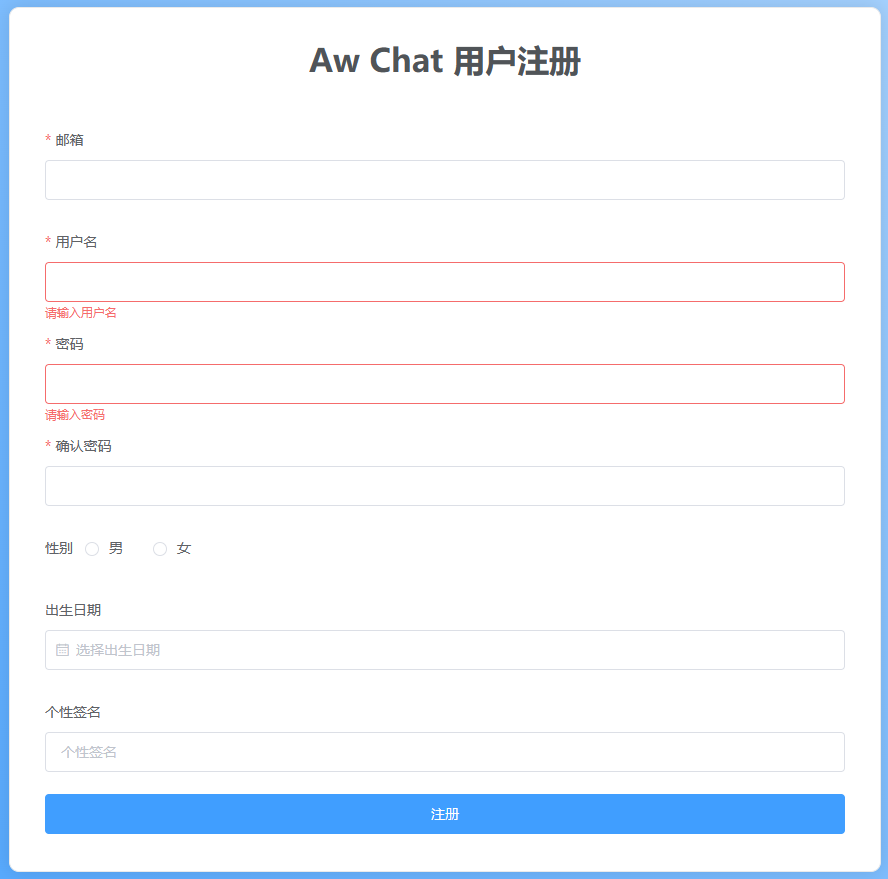 Aw Chat 用户注册
* 邮箱
* 用户名
请输入用户名
* 密码
请输入密码
* 确认密码
性别 男 女
出生日期
选择出生日期
个性签名
个性签名
注册